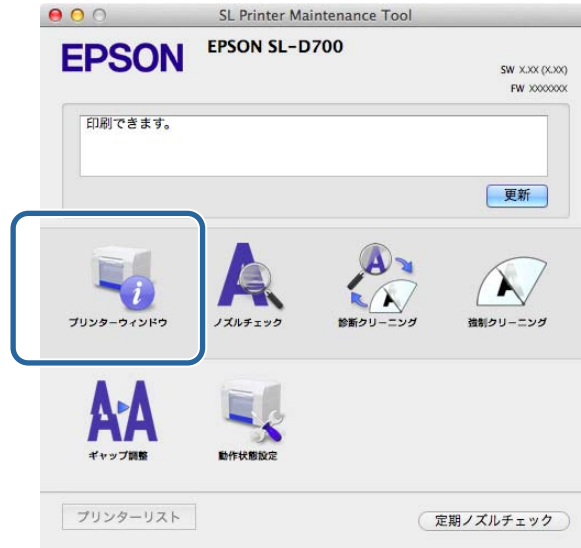 SL Printer Maintenance Tool
EPSON
EPSON SL-D700
SW X.XX (X.XX)
FW XXXXXXX
印刷できます。
更新
プリンターウィンドウ
ノズルチェック
診断クリーニング
強制クリーニング
ギャップ調整
動作状態設定
プリンターリスト
定期ノズルチェック